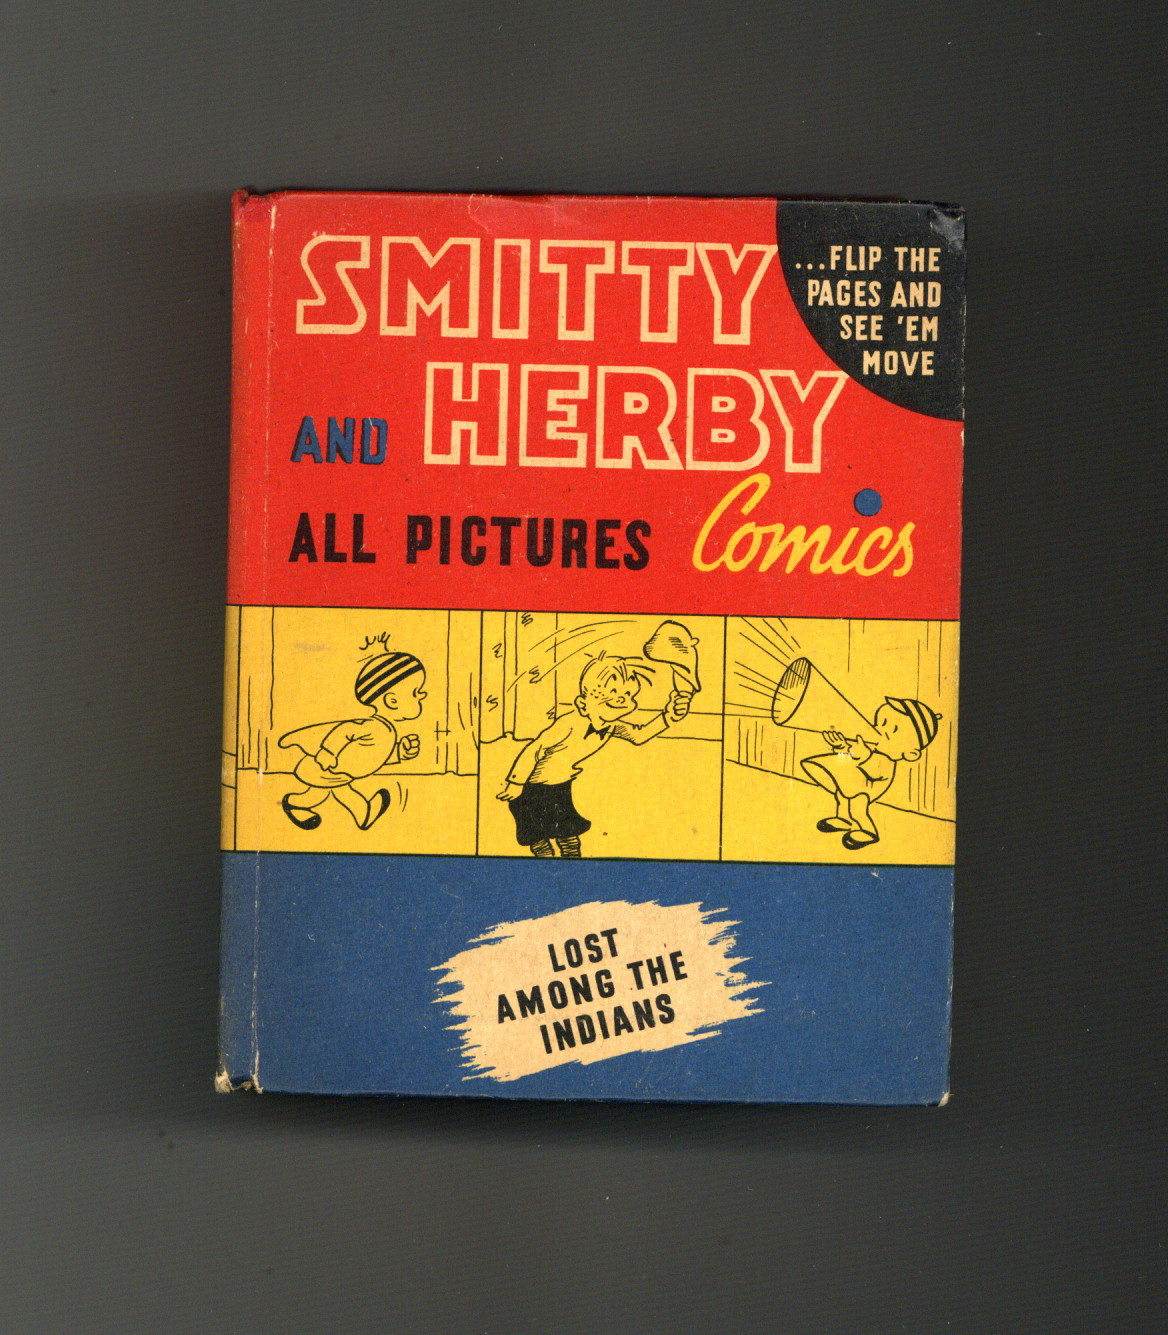 SMITTY
AND HERBY
ALL PICTURES Comics
...FLIP THE
PAGES AND
SEE 'EM
MOVE
LOST
AMONG THE
INDIANS